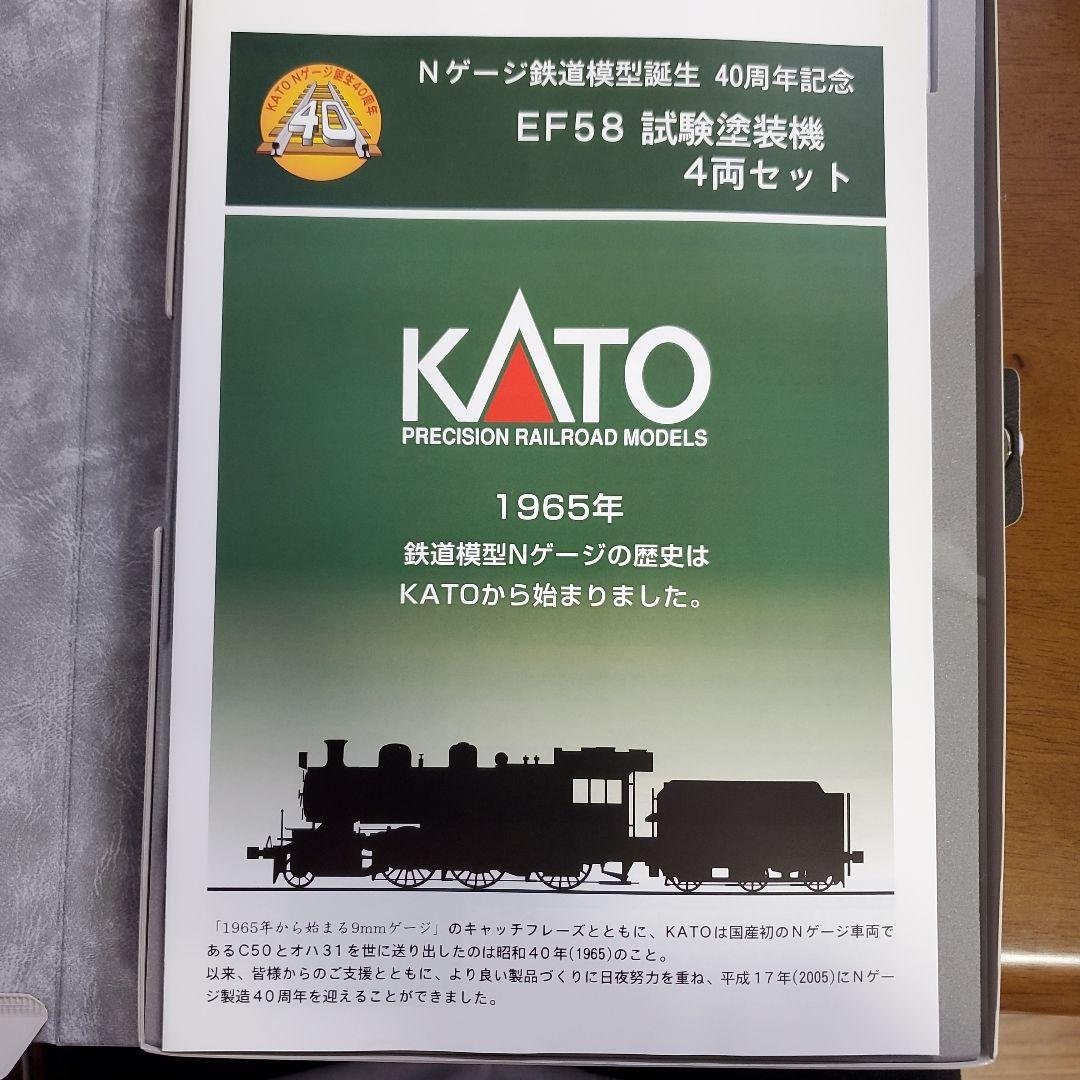 KATO Nゲージ誕生40周年
40
Nゲージ鉄道模型誕生 40周年記念
EF58 試験塗装機
4両セット
KATO
PRECISION RAILROAD MODELS
1965年
鉄道模型Nゲージの歴史は
KATOから始まりました。
「1965年から始まる9mmゲージ」のキャッチフレーズとともに、KATOは国産初のNゲージ車両で
あるC50とオハ31を世に送り出したのは昭和40年(1965)のこと。
以来、皆様からのご支援とともに、より良い製品づくりに日夜努力を重ね、平成17年(2005)にNゲー
ジ製造40周年を迎えることができました。